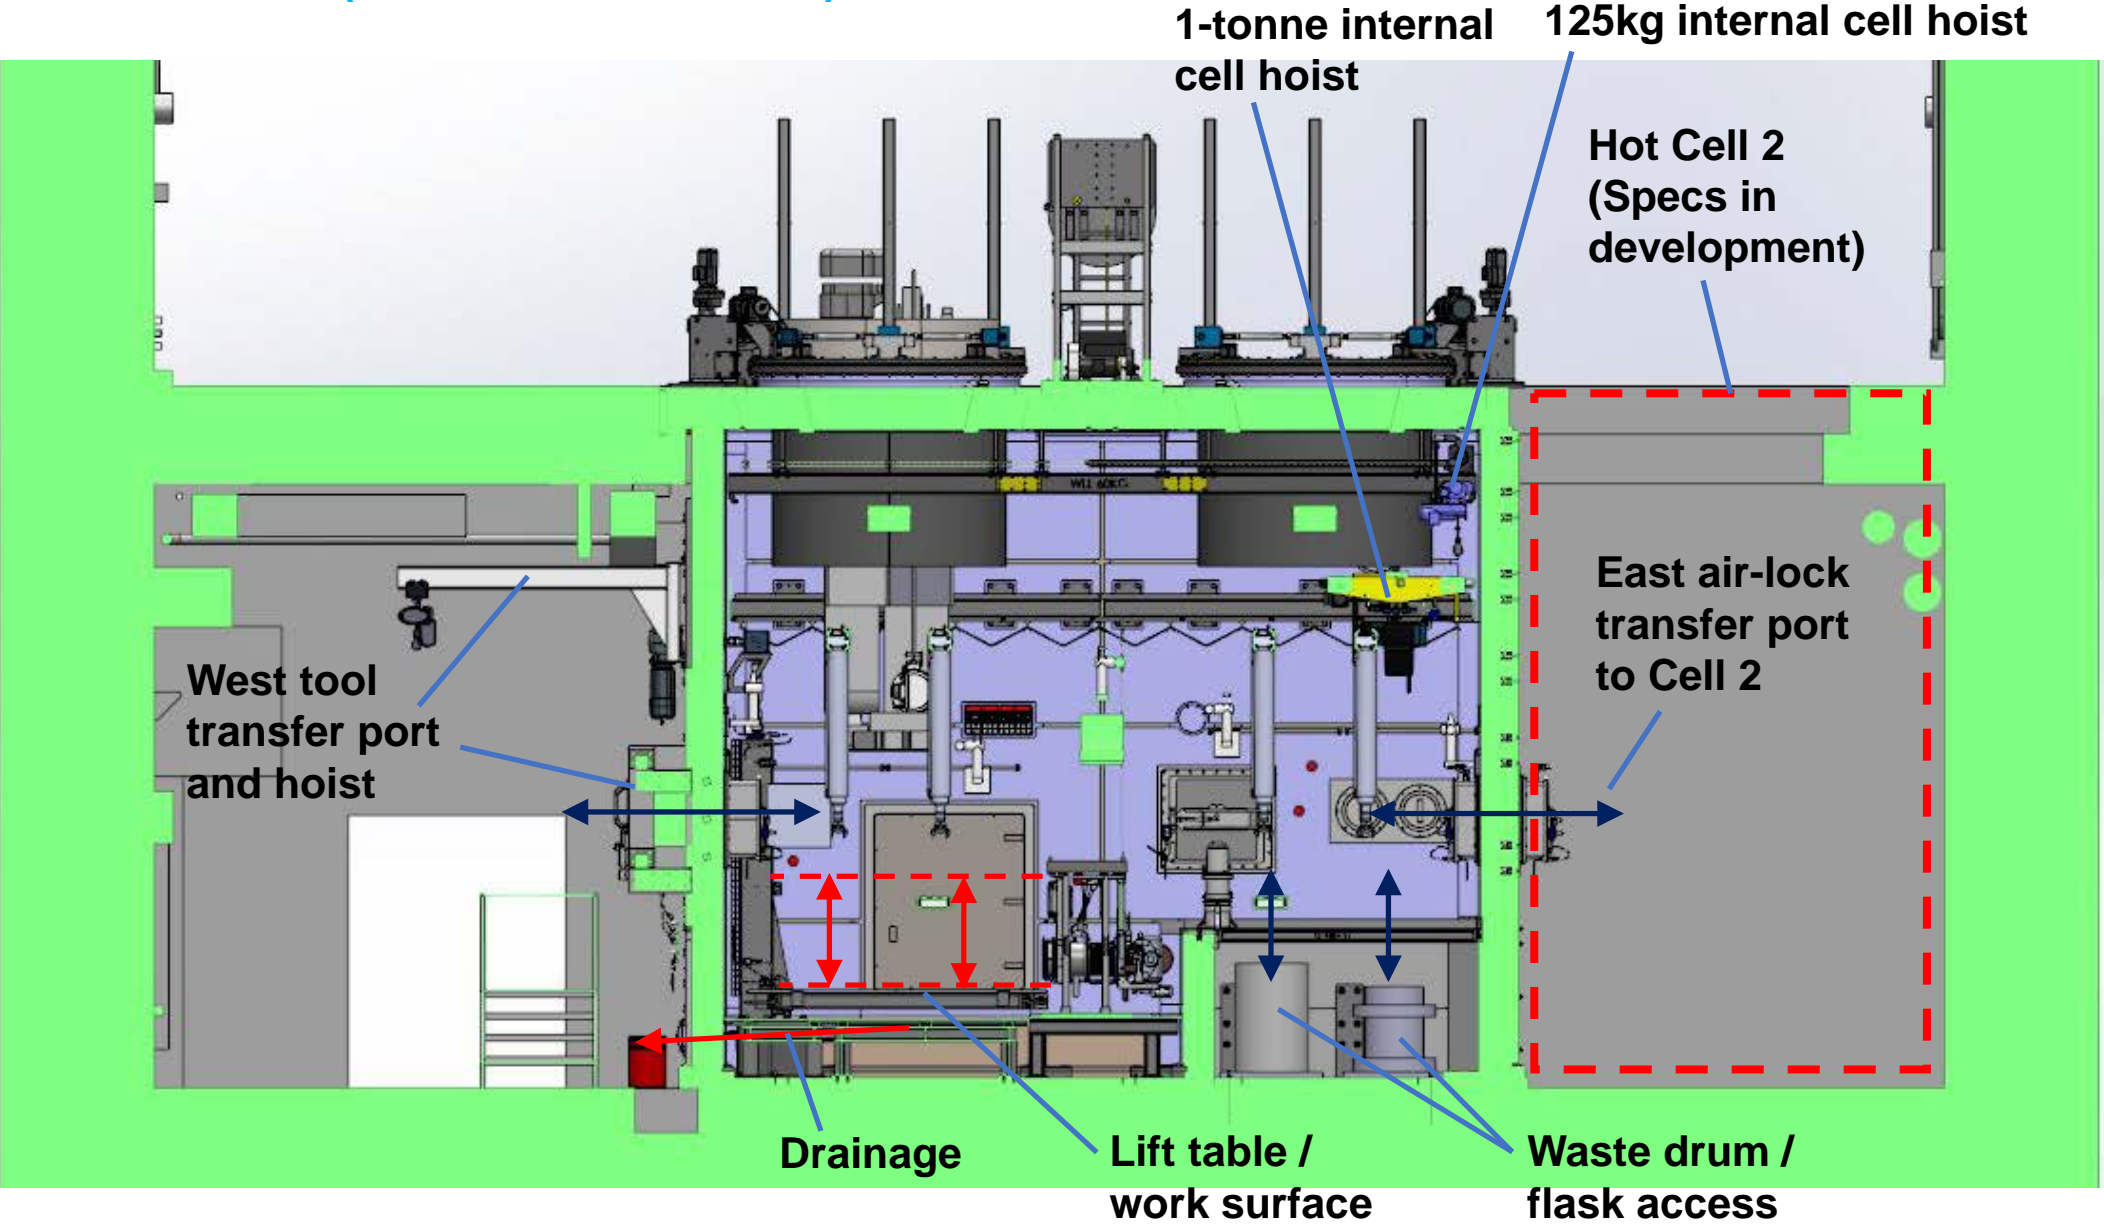 1-tonne internal
cell hoist
125kg internal cell hoist
Hot Cell 2
(Specs in
development)
WLL 60KG
East air-lock
transfer port
to Cell 2
West tool
transfer port
and hoist
Drainage
Lift table /
work surface
Waste drum /
flask access